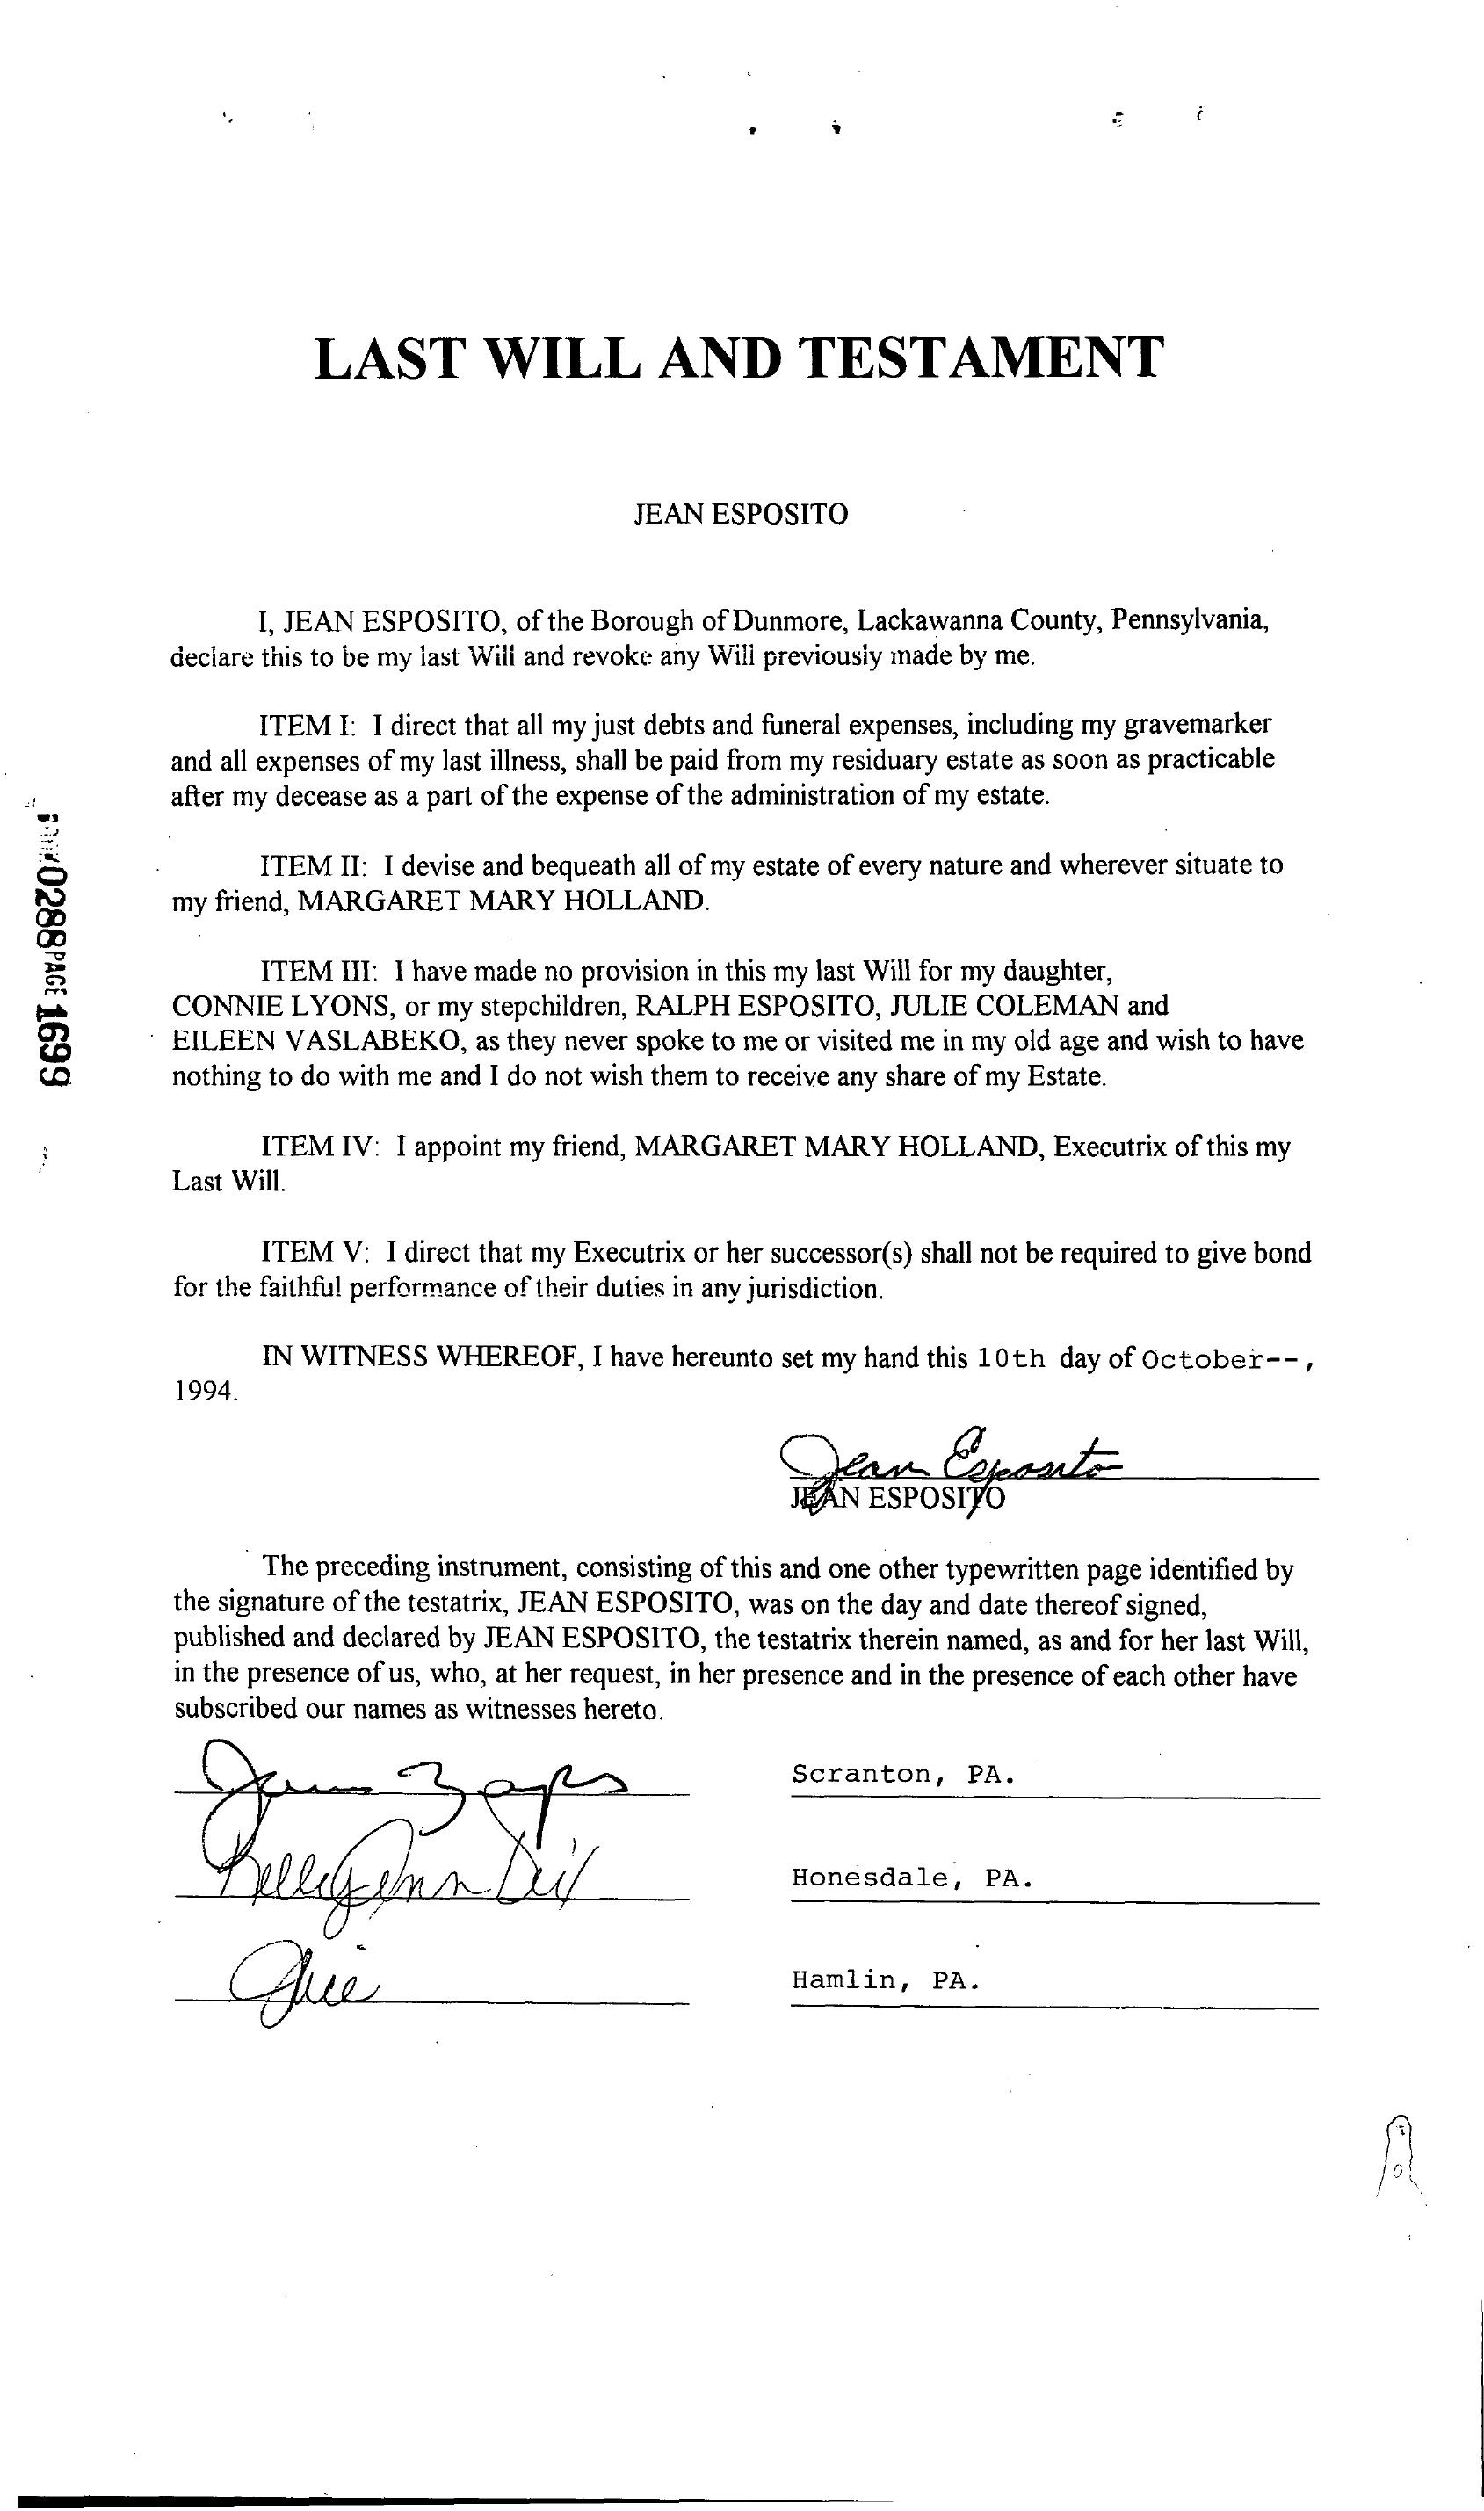 LAST WILL AND TESTAMENT
JEAN ESPOSITO
I, JEAN ESPOSITO, of the Borough of Dunmore, Lackawanna County, Pennsylvania,
declare this to be my last Will and revoke any Will previously made by me.
ITEM I: I direct that all my just debts and funeral expenses, including my gravemarker
and all expenses of my last illness, shall be paid from my residuary estate as soon as practicable
after my decease as a part of the expense of the administration of my estate.
ITEM II: I devise and bequeath all of my estate of every nature and wherever situate to
my friend, MARGARET MARY HOLLAND.
ITEM III: I have made no provision in this my last Will for my daughter,
CONNIE LYONS, or my stepchildren, RALPH ESPOSITO, JULIE COLEMAN and
EILEEN VASLABEKO, as they never spoke to me or visited me in my old age and wish to have
nothing to do with me and I do not wish them to receive any share of my Estate.
ITEM IV: I appoint my friend, MARGARET MARY HOLLAND, Executrix of this my
Last Will.
ITEM V: I direct that my Executrix or her successor(s) shall not be required to give bond
for the faithful performance of their duties in any jurisdiction.
IN WITNESS WHEREOF, I have hereunto set my hand this 10th day of October--,
1994.
Jean Esposito
JEAN ESPOSITO
The preceding instrument, consisting of this and one other typewritten page identified by
the signature of the testatrix, JEAN ESPOSITO, was on the day and date thereof signed,
published and declared by JEAN ESPOSITO, the testatrix therein named, as and for her last Will,
in the presence of us, who, at her request, in her presence and in the presence of each other have
subscribed our names as witnesses hereto.
Scranton, PA.
Honesdale, PA.
Hamlin, PA.
0288 PAGE 1699